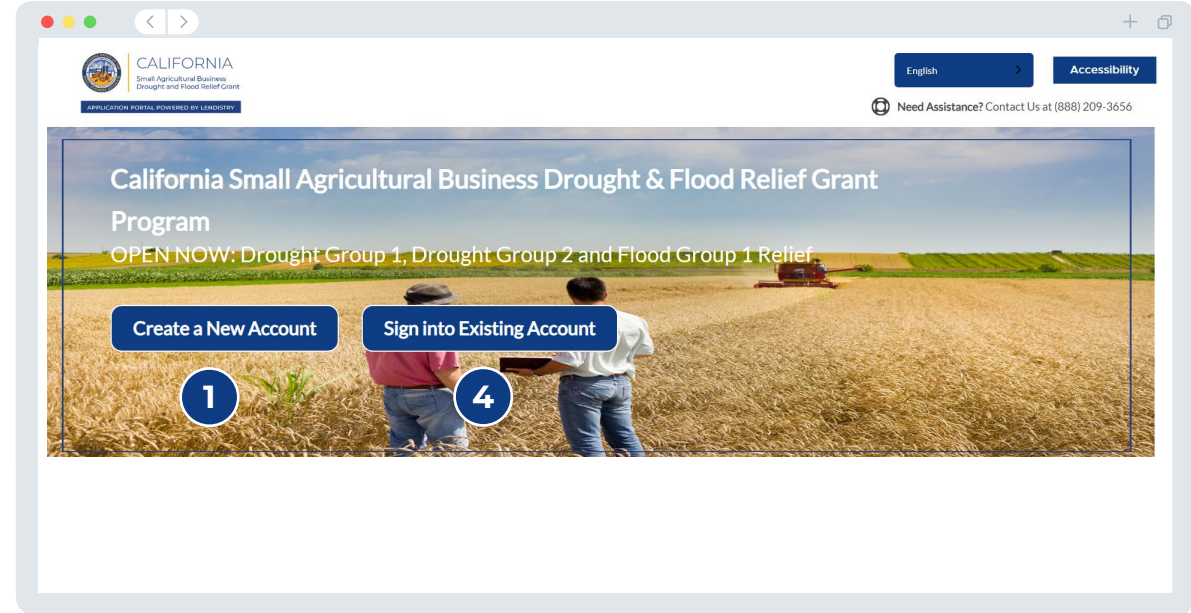 CALIFORNIA
Small Agricultural Business
Drought and Flood Relief Grant
APPLICATION PORTAL POWERED BY LENDISTRY
English
Accessibility
Need Assistance? Contact Us at (888) 209-3656
California Small Agricultural Business Drought & Flood Relief Grant
Program
OPEN NOW: Drought Group 1, Drought Group 2 and Flood Group 1 Relief
Create a New Account
Sign into Existing Account
1
4